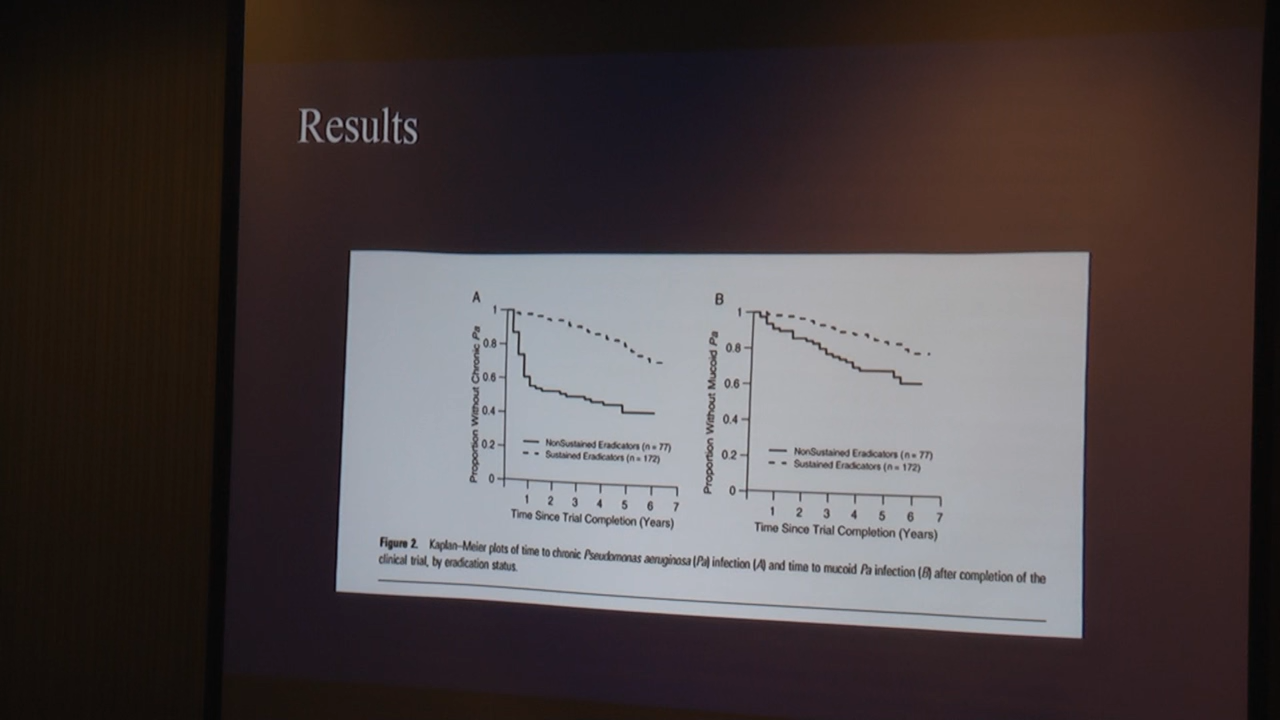 Results
A
Proportion Without Chronic Pa
1
0.8
0.6
0.4
0.2
0
NonSustained Eradicators (n = 77)
Sustained Eradicators (n = 172)
1 2 3 4 5 6 7
Time Since Trial Completion (Years)
B
Proportion Without Mucoid Pa
1
0.8
0.6
0.4
0.2
0
NonSustained Eradicators (n = 77)
Sustained Eradicators (n = 172)
1 2 3 4 5 6 7
Time Since Trial Completion (Years)
Figure 2. Kaplan–Meier plots of time to chronic Pseudomonas aeruginosa (Pa) infection (A) and time to mucoid Pa infection (B) after completion of the
clinical trial, by eradication status.